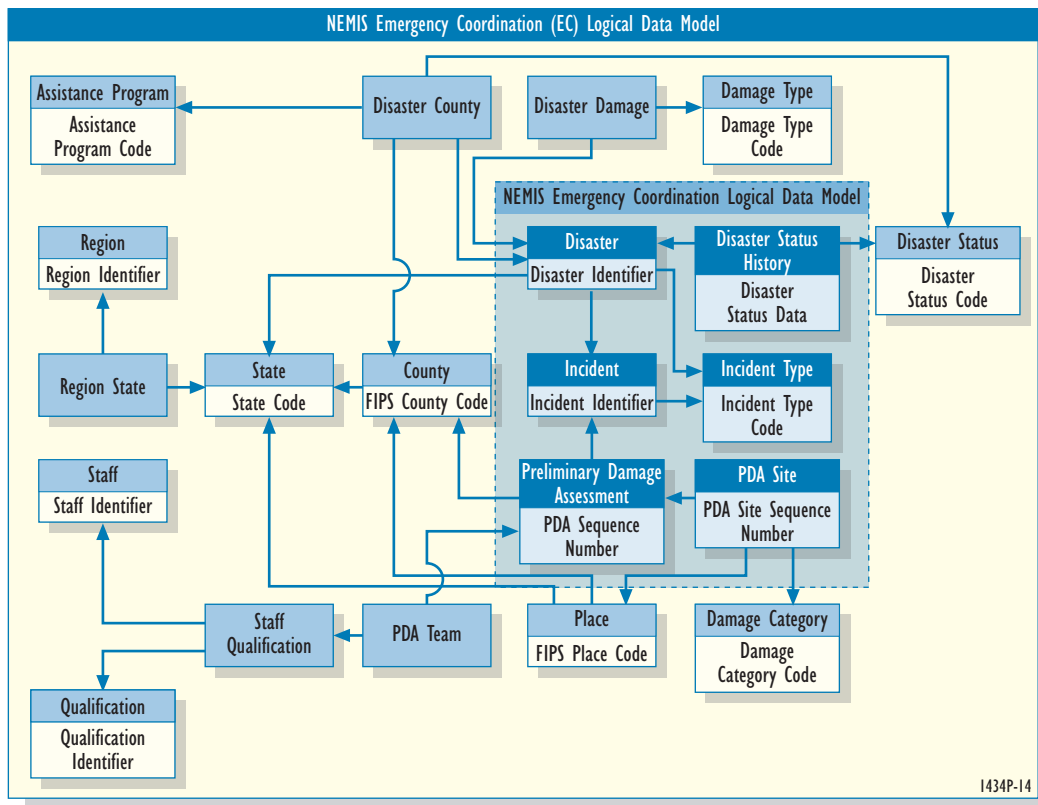 NEMIS Emergency Coordination (EC) Logical Data Model
Assistance Program
Assistance
Program Code
Disaster County
Disaster Damage
Damage Type
Damage Type
Code
NEMIS Emergency Coordination Logical Data Model
Region
Region Identifier
Disaster
Disaster Identifier
Disaster Status
History
Disaster
Status Data
Disaster Status
Disaster
Status Code
Region State
State
State Code
County
FIPS County Code
Incident
Incident Identifier
Incident Type
Incident Type
Code
Staff
Staff Identifier
Preliminary Damage
Assessment
PDA Sequence
Number
PDA Site
PDA Site Sequence
Number
Staff
Qualification
PDA Team
Place
FIPS Place Code
Damage Category
Damage
Category Code
Qualification
Qualification
Identifier
1434P-14